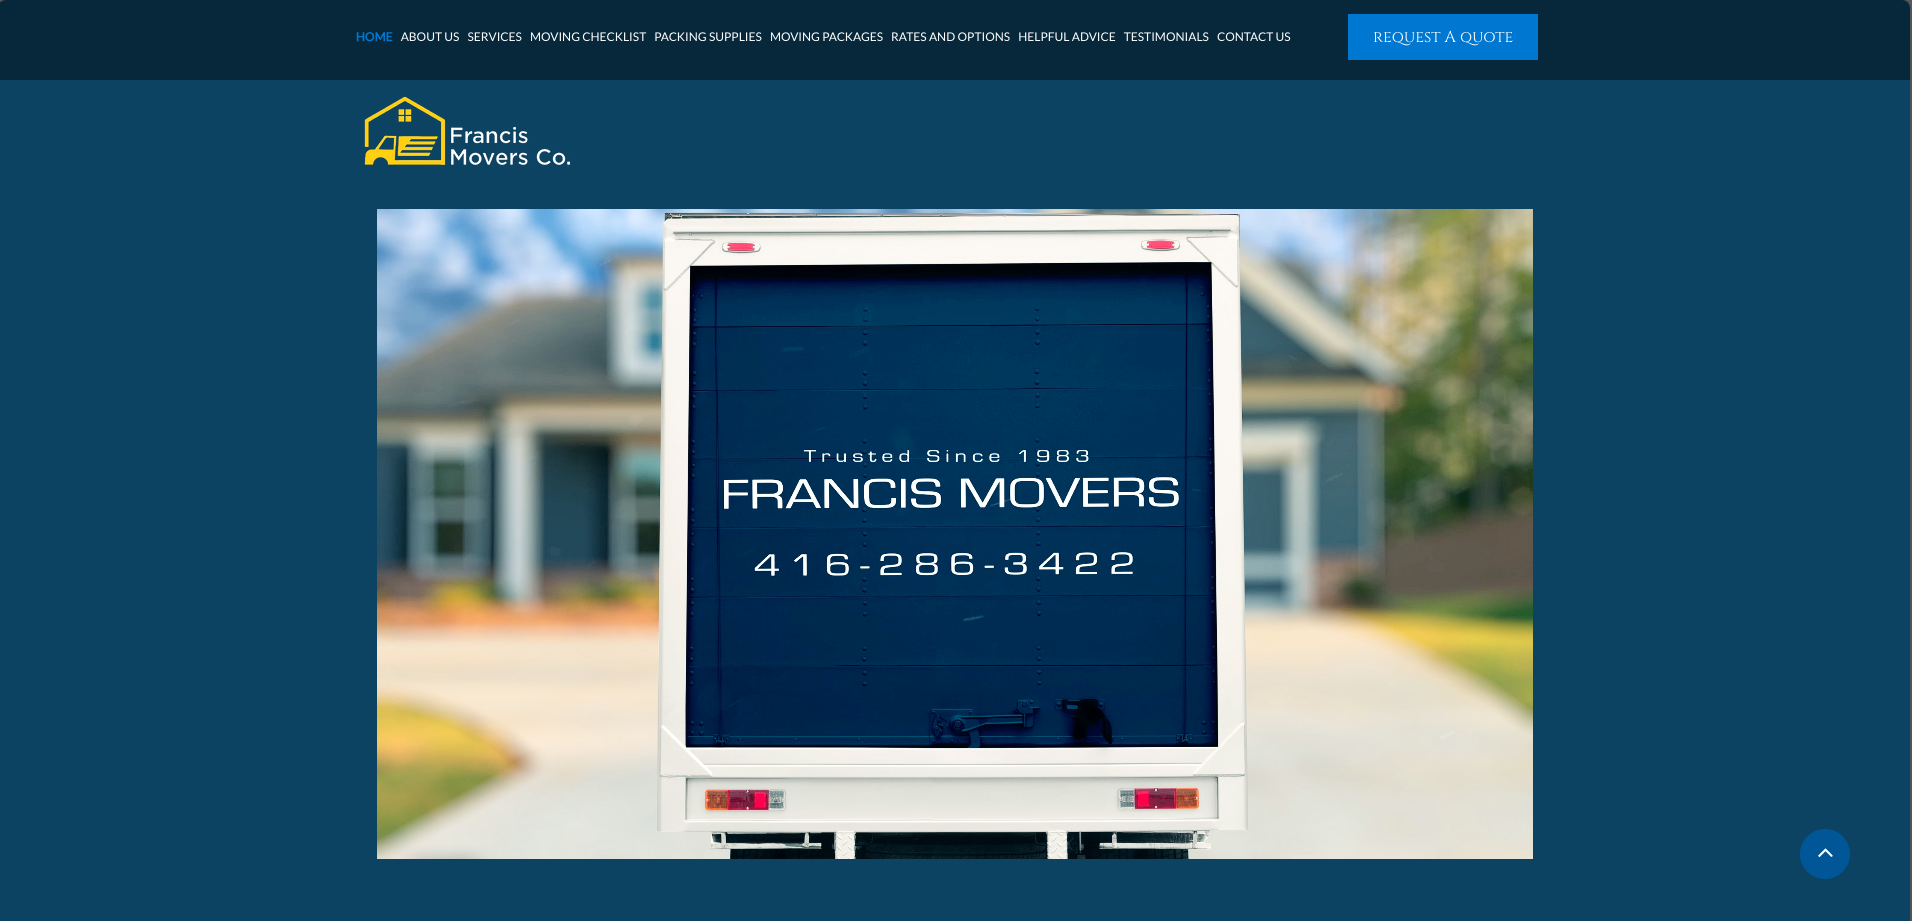 HOME ABOUT US SERVICES MOVING CHECKLIST PACKING SUPPLIES MOVING PACKAGES RATES AND OPTIONS HELPFUL ADVICE TESTIMONIALS CONTACT US REQUEST A QUOTE
Francis
Movers Co.
Trusted Since 1983
FRANCIS MOVERS
416-286-3422